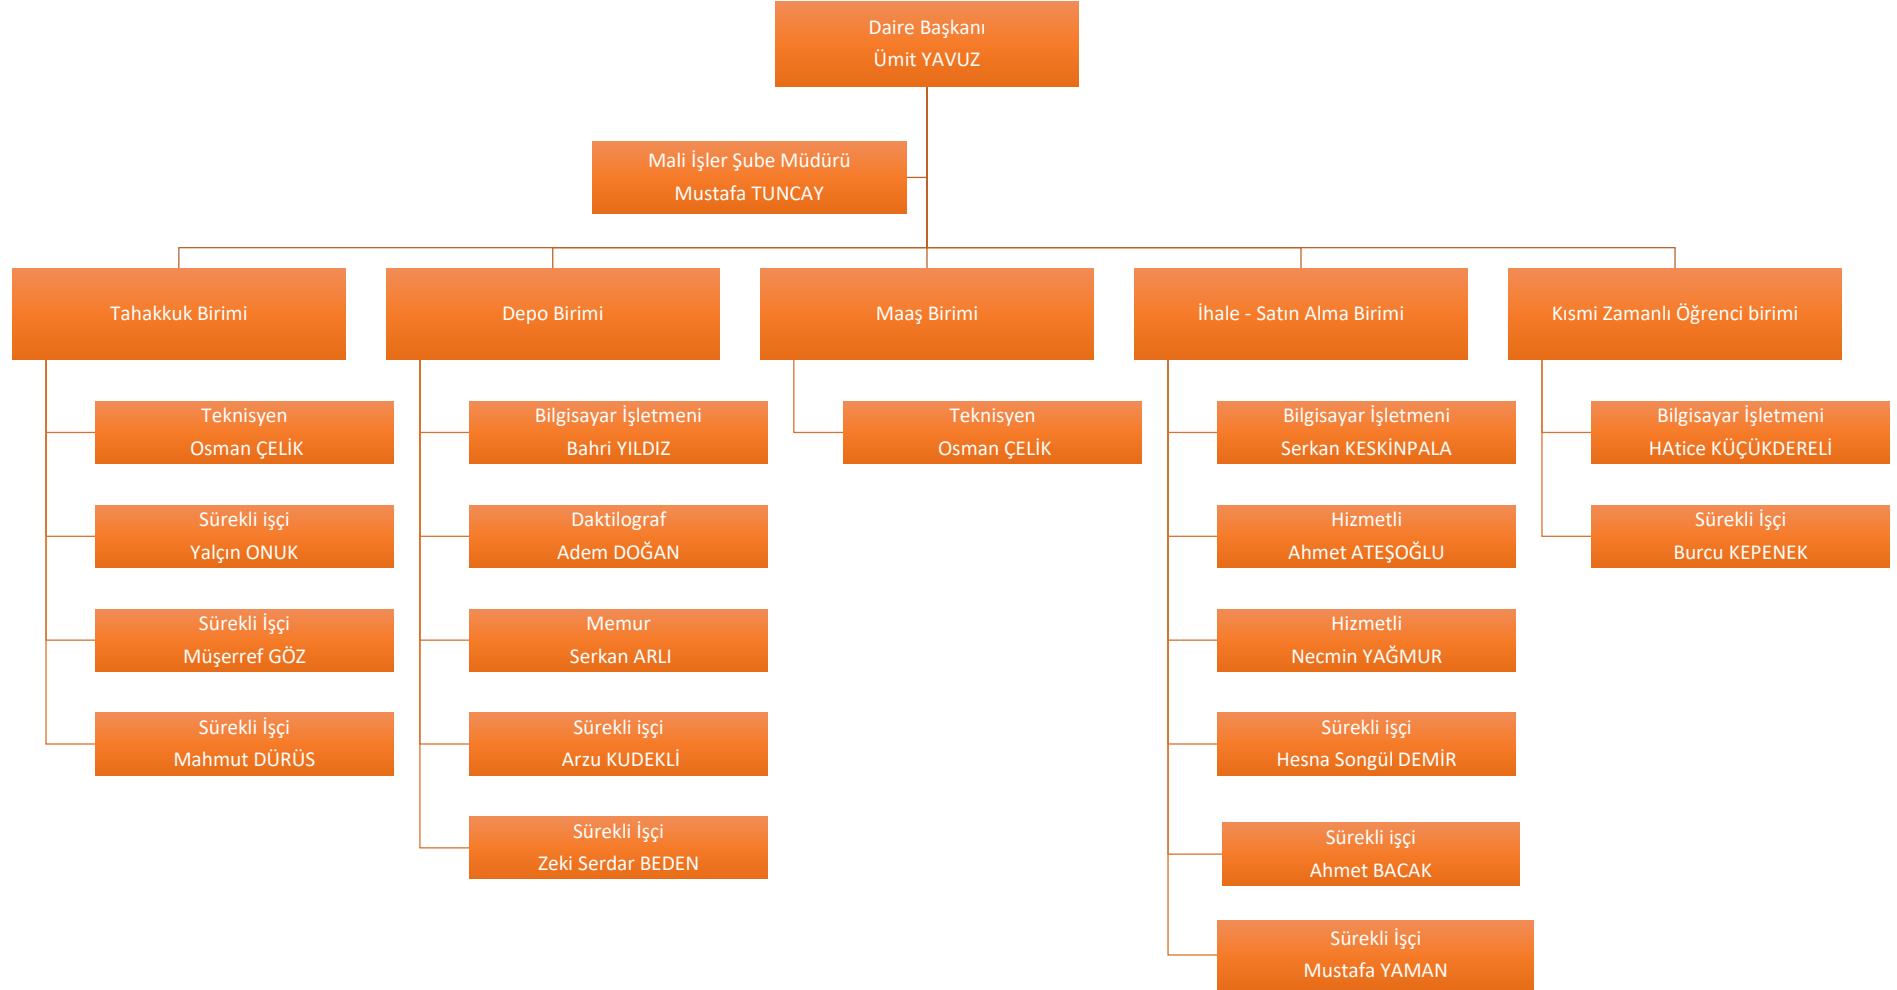 Daire Başkanı
Ümit YAVUZ
Mali İşler Şube Müdürü
Mustafa TUNCAY
Tahakkuk Birimi
Teknisyen
Osman ÇELİK
Sürekli işçi
Yalçın ONUK
Sürekli İşçi
Müşerref GÖZ
Sürekli İşçi
Mahmut DÜRÜS
Depo Birimi
Bilgisayar İşletmeni
Bahri YILDIZ
Daktilograf
Adem DOĞAN
Memur
Serkan ARLI
Sürekli işçi
Arzu KUDEKLİ
Sürekli İşçi
Zeki Serdar BEDEN
Maaş Birimi
Teknisyen
Osman ÇELİK
İhale - Satın Alma Birimi
Bilgisayar İşletmeni
Serkan KESKİNPALA
Hizmetli
Ahmet ATEŞOĞLU
Hizmetli
Necmin YAĞMUR
Sürekli işçi
Hesna Songül DEMİR
Sürekli işçi
Ahmet BACAK
Sürekli İşçi
Mustafa YAMAN
Kısmi Zamanlı Öğrenci birimi
Bilgisayar İşletmeni
HAtice KÜÇÜKDERELİ
Sürekli İşçi
Burcu KEPENEK